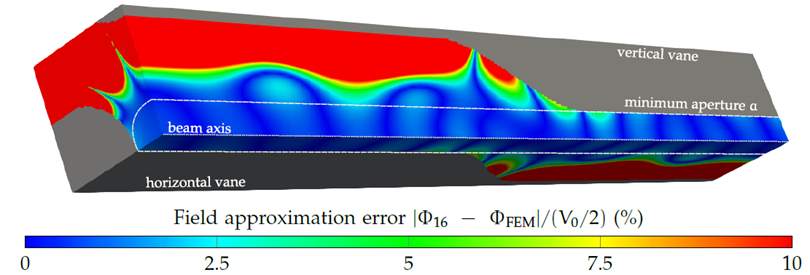 vertical vane
minimum aperture a
beam axis
horizontal vane
Field approximation error |Φ₁₆ − Φ_FEM|/(V₀/2) (%)
0 2.5 5 7.5 10